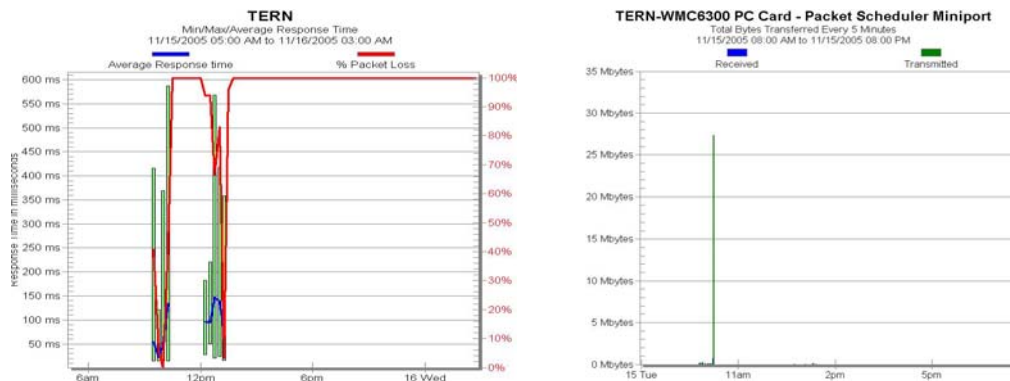 TERN
Min/Max/Average Response Time
11/15/2005 05:00 AM to 11/16/2005 03:00 AM
Average Response time
% Packet Loss
Response Time in milliseconds
600 ms
550 ms
500 ms
450 ms
400 ms
350 ms
300 ms
250 ms
200 ms
150 ms
100 ms
50 ms
100%
90%
80%
70%
60%
50%
40%
30%
20%
10%
0%
6am
12pm
6pm
16 Wed
TERN-WMC6300 PC Card - Packet Scheduler Miniport
Total Bytes Transferred Every 5 Minutes
11/15/2005 08:00 AM to 11/15/2005 08:00 PM
Received
Transmitted
35 Mbytes
30 Mbytes
25 Mbytes
20 Mbytes
15 Mbytes
10 Mbytes
5 Mbytes
0 Mbytes
15 Tue
11am
2pm
5pm